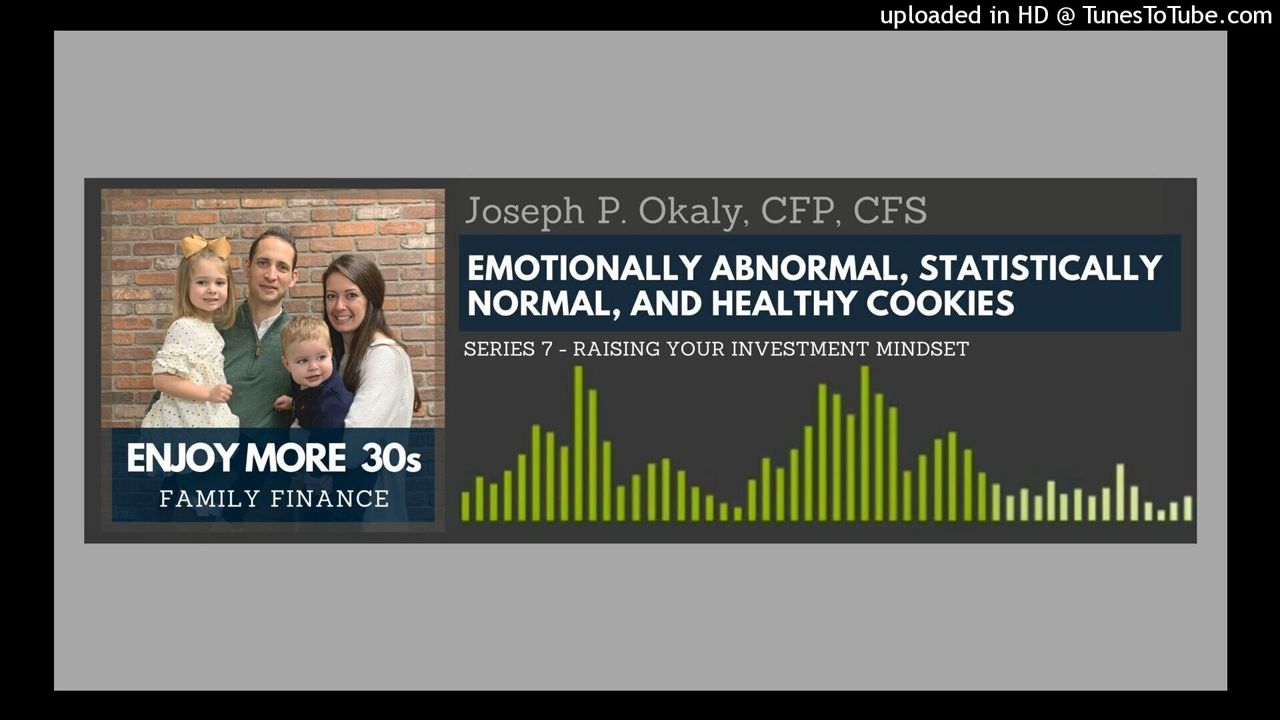 uploaded in HD @ TunesToTube.com
Joseph P. Okaly, CFP, CFS
EMOTIONALLY ABNORMAL, STATISTICALLY
NORMAL, AND HEALTHY COOKIES
SERIES 7 - RAISING YOUR INVESTMENT MINDSET
ENJOY MORE 30s
FAMILY FINANCE